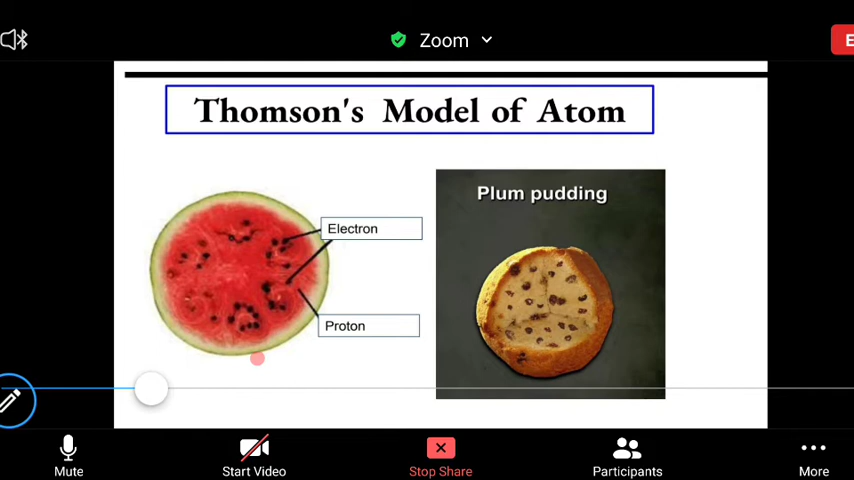 Zoom
E
Thomson's Model of Atom
Plum pudding
Electron
Proton
Mute
Start Video
Stop Share
Participants
More